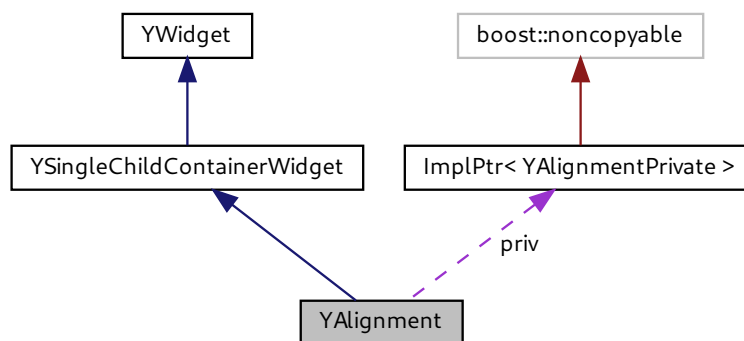 YWidget
boost::noncopyable
YSingleChildContainerWidget
ImplPtr< YAlignmentPrivate >
priv
YAlignment